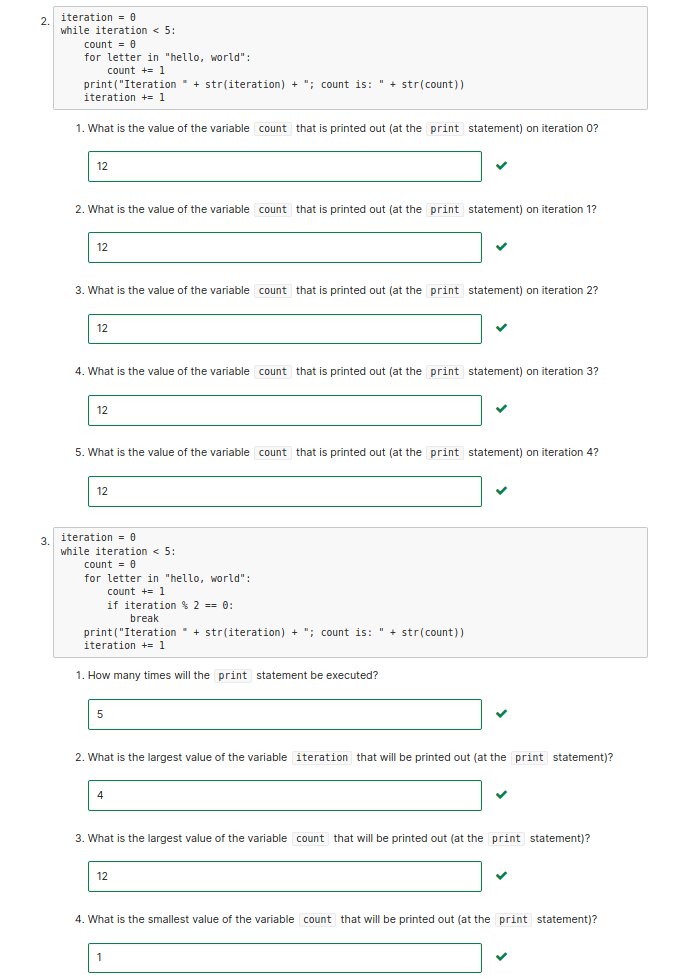 2.
iteration = 0
while iteration < 5:
    count = 0
    for letter in "hello, world":
        count += 1
    print("Iteration " + str(iteration) + "; count is: " + str(count))
    iteration += 1
1. What is the value of the variable count that is printed out (at the print statement) on iteration 0?
12
2. What is the value of the variable count that is printed out (at the print statement) on iteration 1?
12
3. What is the value of the variable count that is printed out (at the print statement) on iteration 2?
12
4. What is the value of the variable count that is printed out (at the print statement) on iteration 3?
12
5. What is the value of the variable count that is printed out (at the print statement) on iteration 4?
12
3.
iteration = 0
while iteration < 5:
    count = 0
    for letter in "hello, world":
        count += 1
        if iteration % 2 == 0:
            break
    print("Iteration " + str(iteration) + "; count is: " + str(count))
    iteration += 1
1. How many times will the print statement be executed?
5
2. What is the largest value of the variable iteration that will be printed out (at the print statement)?
4
3. What is the largest value of the variable count that will be printed out (at the print statement)?
12
4. What is the smallest value of the variable count that will be printed out (at the print statement)?
1